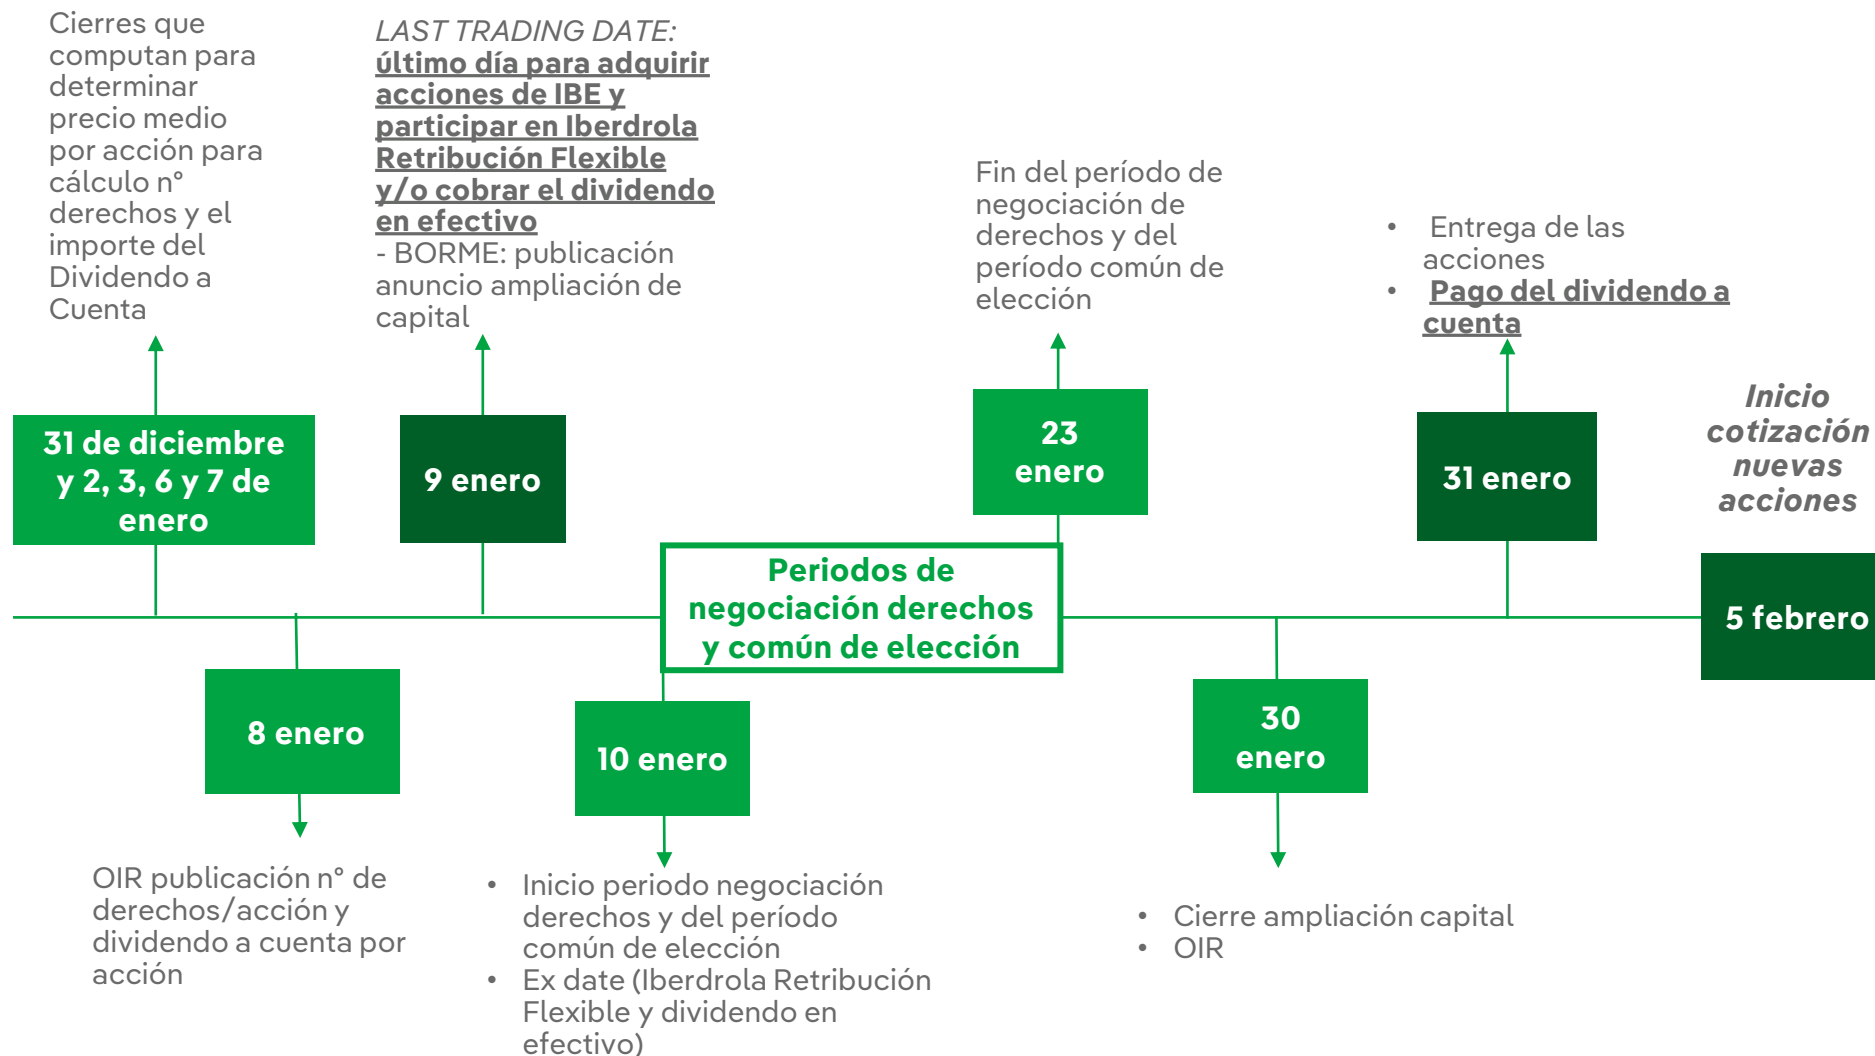 Cierres que
computan para
determinar
precio medio
por acción para
cálculo n°
derechos y el
importe del
Dividendo a
Cuenta
LAST TRADING DATE:
último día para adquirir
acciones de IBE y
participar en Iberdrola
Retribución Flexible
y/o cobrar el dividendo
en efectivo
- BORME: publicación
anuncio ampliación de
capital
Fin del período de
negociación de
derechos y del
período común de
elección
• Entrega de las
acciones
• Pago del dividendo a
cuenta
Inicio
cotización
nuevas
acciones
31 de diciembre
y 2, 3, 6 y 7 de
enero
9 enero
23
enero
31 enero
Periodos de
negociación derechos
y común de elección
5 febrero
8 enero
10 enero
30
enero
OIR publicación n° de
derechos/acción y
dividendo a cuenta por
acción
• Inicio periodo negociación
derechos y del período
común de elección
• Ex date (Iberdrola Retribución
Flexible y dividendo en
efectivo)
• Cierre ampliación capital
• OIR